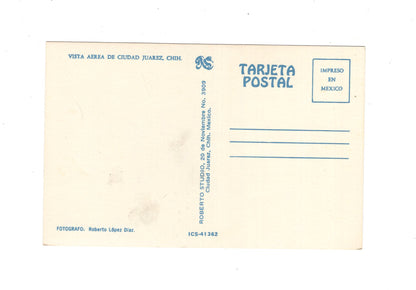 VISTA AEREA DE CIUDAD JUAREZ, CHIH.
TARJETA
POSTAL
IMPRESO
EN
MEXICO
ROBERTO STUDIO, 20 de Noviembre No. 3909
Ciudad Juarez, Chih. Mexico.
FOTOGRAFO. Roberto López Díaz.
ICS-41362